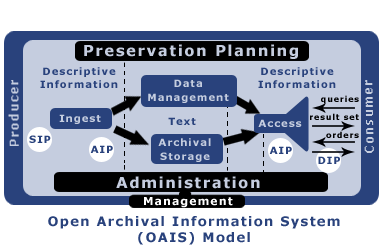 Preservation Planning
Producer
Consumer
Descriptive
Information
Data
Management
Descriptive
Information
Ingest
Text
Access
queries
result set
orders
SIP
AIP
Archival
Storage
AIP
DIP
Administration
Management
Open Archival Information System
(OAIS) Model